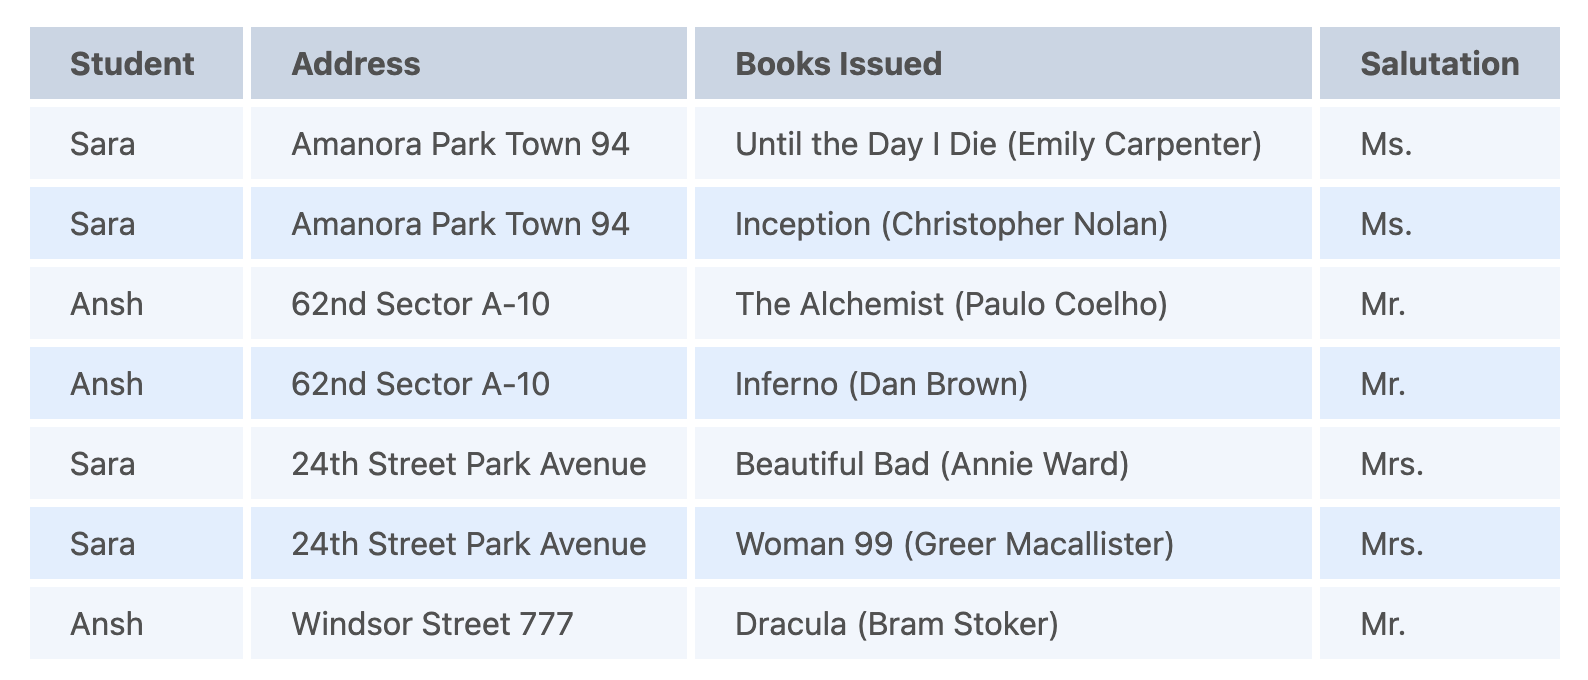 Student Address Books Issued Salutation
Sara Amanora Park Town 94 Until the Day I Die (Emily Carpenter) Ms.
Sara Amanora Park Town 94 Inception (Christopher Nolan) Ms.
Ansh 62nd Sector A-10 The Alchemist (Paulo Coelho) Mr.
Ansh 62nd Sector A-10 Inferno (Dan Brown) Mr.
Sara 24th Street Park Avenue Beautiful Bad (Annie Ward) Mrs.
Sara 24th Street Park Avenue Woman 99 (Greer Macallister) Mrs.
Ansh Windsor Street 777 Dracula (Bram Stoker) Mr.